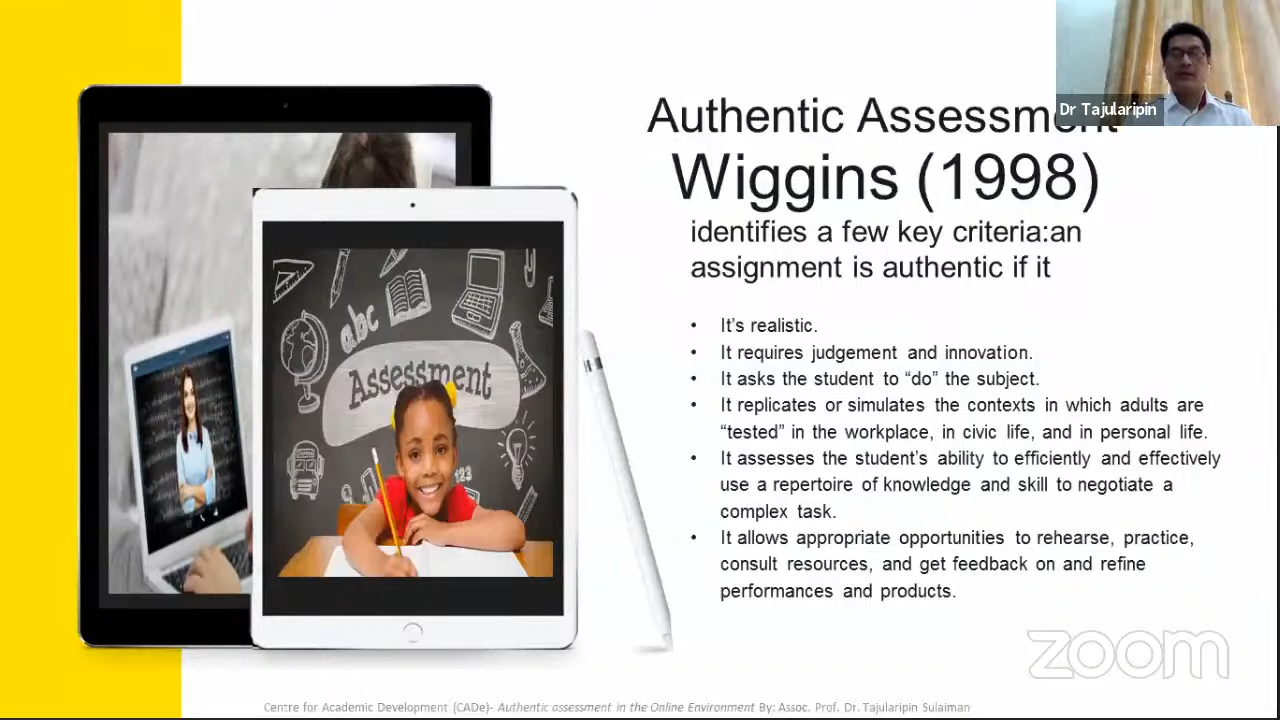 Dr Tajularipin
Authentic Assessment
Wiggins (1998)
identifies a few key criteria:an
assignment is authentic if it
• It’s realistic.
• It requires judgement and innovation.
• It asks the student to “do” the subject.
• It replicates or simulates the contexts in which adults are
“tested” in the workplace, in civic life, and in personal life.
• It assesses the student’s ability to efficiently and effectively
use a repertoire of knowledge and skill to negotiate a
complex task.
• It allows appropriate opportunities to rehearse, practice,
consult resources, and get feedback on and refine
performances and products.
abc
Assessment
123
zoom
Centre for Academic Development (CADe)- Authentic assessment in the Online Environment By: Assoc. Prof. Dr. Tajularipin Sulaiman